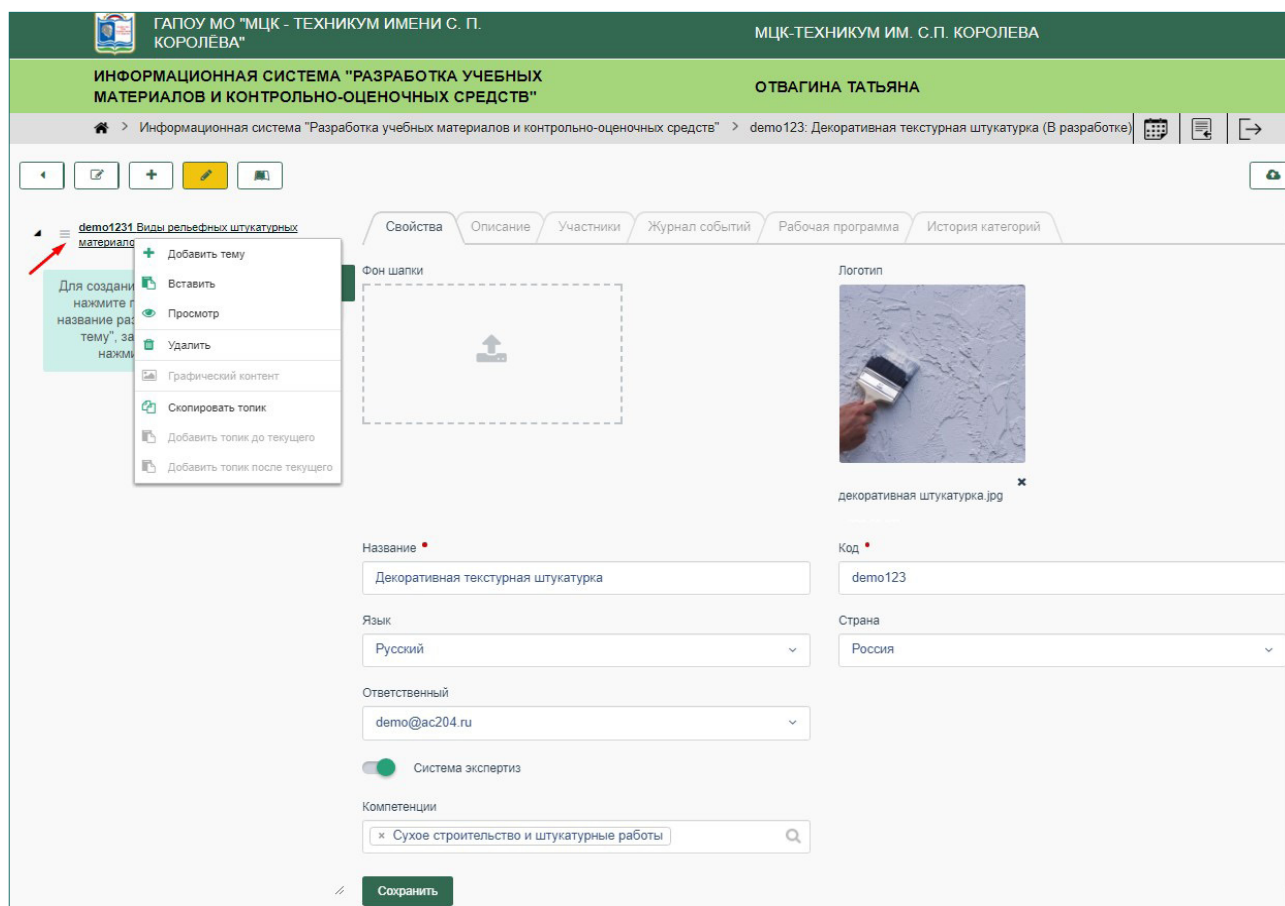 ГАПОУ МО "МЦК - ТЕХНИКУМ ИМЕНИ С. П.
КОРОЛЁВА"
МЦК-ТЕХНИКУМ ИМ. С.П. КОРОЛЕВА
ИНФОРМАЦИОННАЯ СИСТЕМА "РАЗРАБОТКА УЧЕБНЫХ
МАТЕРИАЛОВ И КОНТРОЛЬНО-ОЦЕНОЧНЫХ СРЕДСТВ"
ОТВАГИНА ТАТЬЯНА
> Информационная система "Разработка учебных материалов и контрольно-оценочных средств" > demo123: Декоративная текстурная штукатурка (В разработке)
demo1231 Виды рельефных штукатурных
материало
Для создани
нажмите п
название раз
тему", за
нажми
Добавить тему
Вставить
Просмотр
Удалить
Графический контент
Скопировать топик
Добавить топик до текущего
Добавить топик после текущего
Свойства
Описание
Участники
Журнал событий
Рабочая программа
История категорий
Фон шапки
Логотип
декоративная штукатурка.jpg
Название
Код
Декоративная текстурная штукатурка
demo123
Язык
Страна
Русский
Россия
Ответственный
demo@ac204.ru
Система экспертиз
Компетенции
× Сухое строительство и штукатурные работы
Сохранить